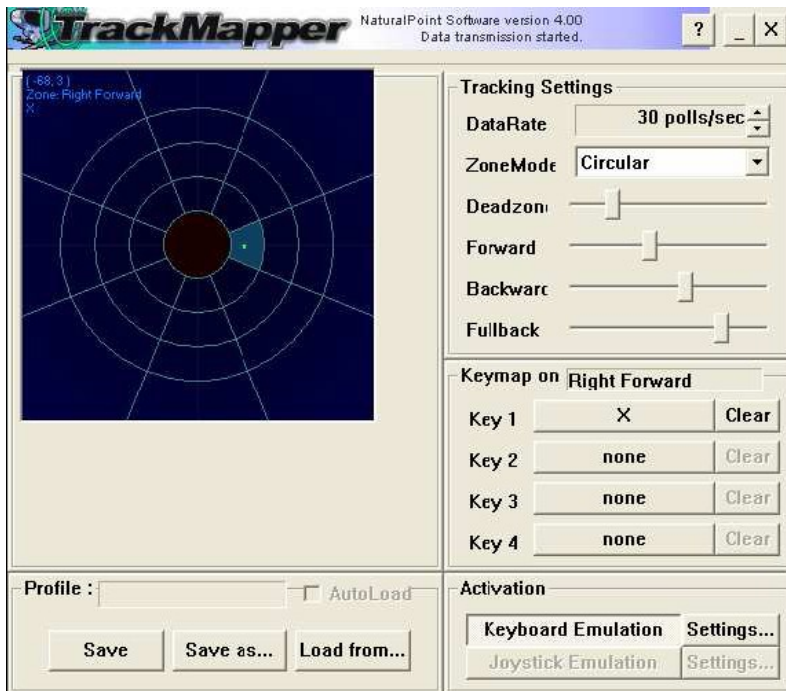 TrackMapper
NaturalPoint Software version 4.00
Data transmission started.
?
_
X
(-68, 3)
Zone: Right Forward
X
Tracking Settings
DataRate 30 polls/sec
ZoneMode Circular
Deadzon
Forward
Backward
Fullback
Keymap on Right Forward
Key 1 X Clear
Key 2 none Clear
Key 3 none Clear
Key 4 none Clear
Profile :
AutoLoad
Save Save as... Load from...
Activation
Keyboard Emulation Settings...
Joystick Emulation Settings...